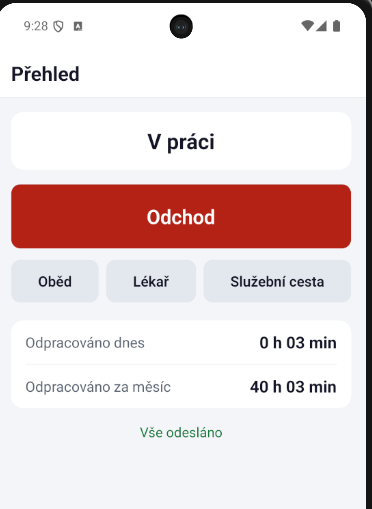 9:28
Přehled
V práci
Odchod
Oběd Lékař Služební cesta
Odpracováno dnes 0 h 03 min
Odpracováno za měsíc 40 h 03 min
Vše odesláno